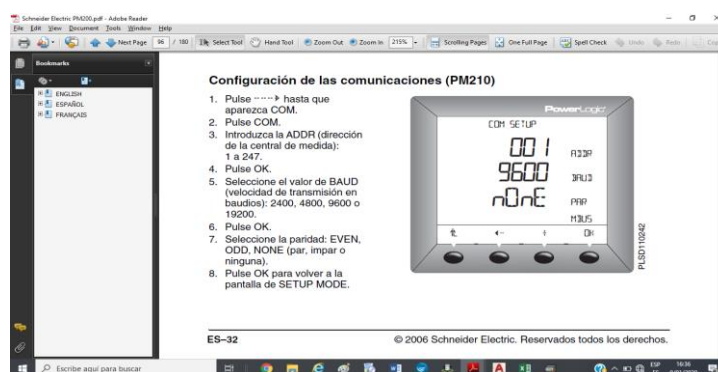 Schneider Electric PM200.pdf - Adobe Reader
File Edit View Document Tools Window Help
Next Page 96 / 180 Select Tool Hand Tool Zoom Out Zoom In 215% Scrolling Pages One Full Page Spell Check Undo Redo
Bookmarks
ENGLISH
ESPAÑOL
FRANÇAIS
Configuración de las comunicaciones (PM210)
1. Pulse hasta que
aparezca COM.
2. Pulse COM.
3. Introduzca la ADDR (dirección
de la central de medida):
1 a 247.
4. Pulse OK.
5. Seleccione el valor de BAUD
(velocidad de transmisión en
baudios): 2400, 4800, 9600 o
19200.
6. Pulse OK.
7. Seleccione la paridad: EVEN,
ODD, NONE (par, impar o
ninguna).
8. Pulse OK para volver a la
pantalla de SETUP MODE.
PowerLogic
COM SETUP
001 ADDR
9600 BAUD
nOnE PAR
MBUS
OK
PLSD110242
ES–32 © 2006 Schneider Electric. Reservados todos los derechos.
Escribe aquí para buscar
ESP 16:36